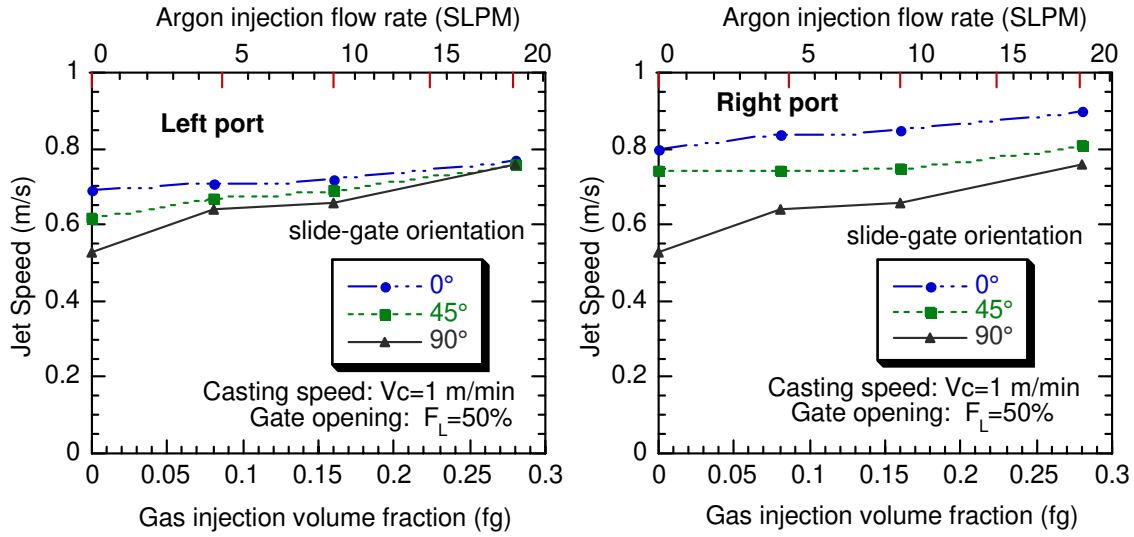 Argon injection flow rate (SLPM)
0 5 10 15 20
1
0.8
0.6
0.4
0.2
0
Jet Speed (m/s)
Left port
slide-gate orientation
0°
45°
90°
Casting speed: Vc=1 m/min
Gate opening: F_L=50%
0 0.05 0.1 0.15 0.2 0.25 0.3
Gas injection volume fraction (fg)
Argon injection flow rate (SLPM)
0 5 10 15 20
1
0.8
0.6
0.4
0.2
0
Jet Speed (m/s)
Right port
slide-gate orientation
0°
45°
90°
Casting speed: Vc=1 m/min
Gate opening: F_L=50%
0 0.05 0.1 0.15 0.2 0.25 0.3
Gas injection volume fraction (fg)